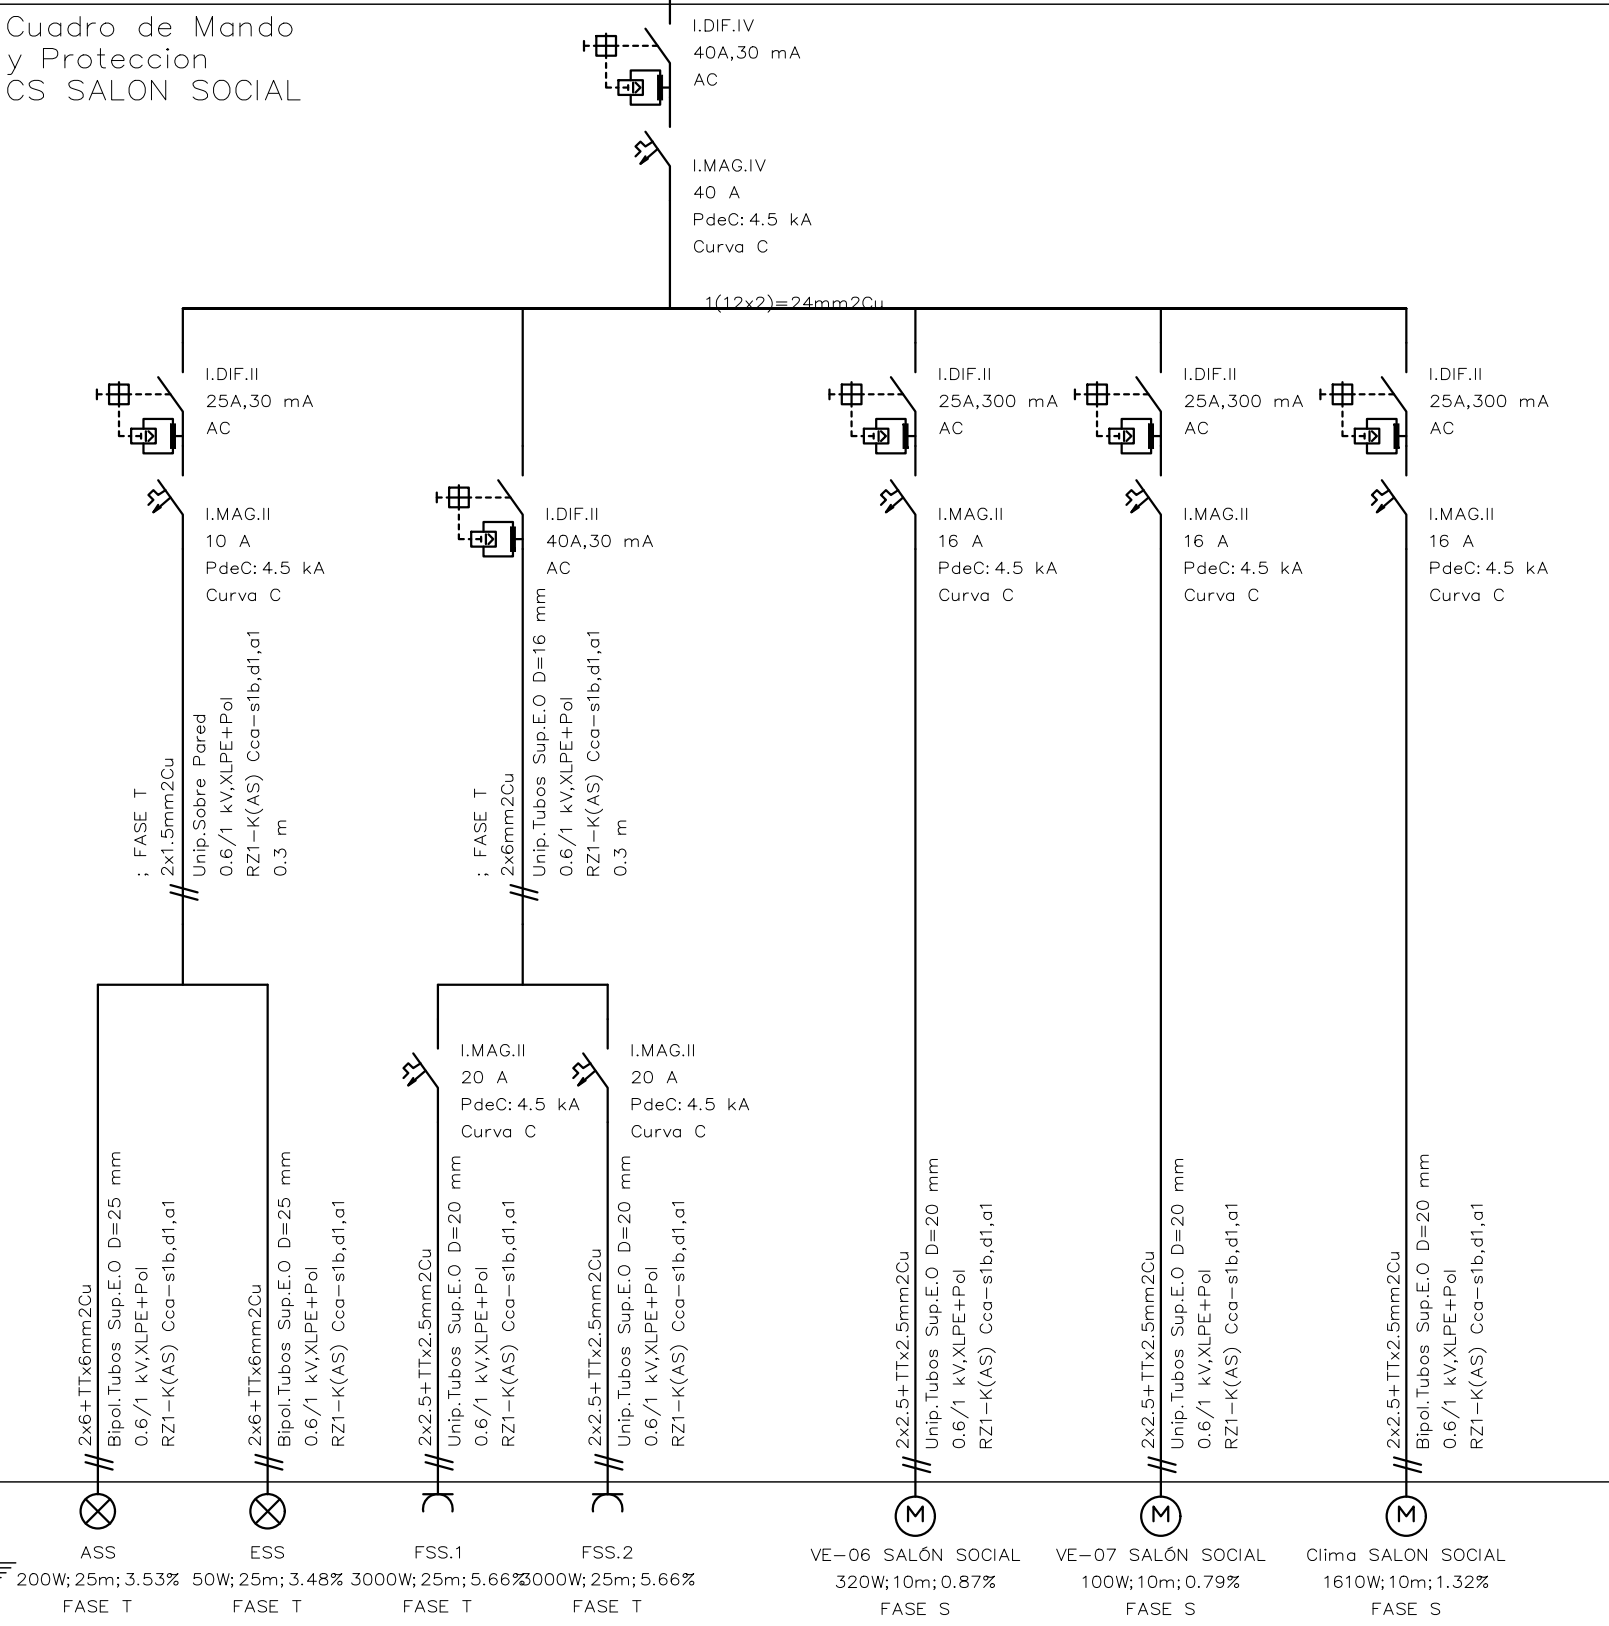 Cuadro de Mando
y Proteccion
CS SALON SOCIAL
I.DIF.IV
40A,30 mA
AC
I.MAG.IV
40 A
PdeC: 4.5 kA
Curva C
1(12x2)=24mm2Cu
I.DIF.II
25A,30 mA
AC
I.MAG.II
10 A
PdeC: 4.5 kA
Curva C
; FASE T
2x1.5mm2Cu
Unip.Sobre Pared
0.6/1 kV,XLPE+Pol
RZ1-K(AS) Cca-s1b,d1,a1
0.3 m
I.DIF.II
40A,30 mA
AC
; FASE T
2x6mm2Cu
Unip.Tubos Sup.E.O D=16 mm
0.6/1 kV,XLPE+Pol
RZ1-K(AS) Cca-s1b,d1,a1
0.3 m
I.DIF.II
25A,300 mA
AC
I.MAG.II
16 A
PdeC: 4.5 kA
Curva C
I.DIF.II
25A,300 mA
AC
I.MAG.II
16 A
PdeC: 4.5 kA
Curva C
I.DIF.II
25A,300 mA
AC
I.MAG.II
16 A
PdeC: 4.5 kA
Curva C
I.MAG.II
20 A
PdeC: 4.5 kA
Curva C
I.MAG.II
20 A
PdeC: 4.5 kA
Curva C
2x6+TTx6mm2Cu
Bipol.Tubos Sup.E.O D=25 mm
0.6/1 kV,XLPE+Pol
RZ1-K(AS) Cca-s1b,d1,a1
2x6+TTx6mm2Cu
Bipol.Tubos Sup.E.O D=25 mm
0.6/1 kV,XLPE+Pol
RZ1-K(AS) Cca-s1b,d1,a1
2x2.5+TTx2.5mm2Cu
Unip.Tubos Sup.E.O D=20 mm
0.6/1 kV,XLPE+Pol
RZ1-K(AS) Cca-s1b,d1,a1
2x2.5+TTx2.5mm2Cu
Unip.Tubos Sup.E.O D=20 mm
0.6/1 kV,XLPE+Pol
RZ1-K(AS) Cca-s1b,d1,a1
2x2.5+TTx2.5mm2Cu
Unip.Tubos Sup.E.O D=20 mm
0.6/1 kV,XLPE+Pol
RZ1-K(AS) Cca-s1b,d1,a1
2x2.5+TTx2.5mm2Cu
Unip.Tubos Sup.E.O D=20 mm
0.6/1 kV,XLPE+Pol
RZ1-K(AS) Cca-s1b,d1,a1
2x2.5+TTx2.5mm2Cu
Bipol.Tubos Sup.E.O D=20 mm
0.6/1 kV,XLPE+Pol
RZ1-K(AS) Cca-s1b,d1,a1
ASS
200W;25m;3.53%
FASE T
ESS
50W;25m;3.48%
FASE T
FSS.1
3000W;25m;5.66%
FASE T
FSS.2
3000W;25m;5.66%
FASE T
M
VE-06 SALÓN SOCIAL
320W;10m;0.87%
FASE S
M
VE-07 SALÓN SOCIAL
100W;10m;0.79%
FASE S
M
Clima SALON SOCIAL
1610W;10m;1.32%
FASE S